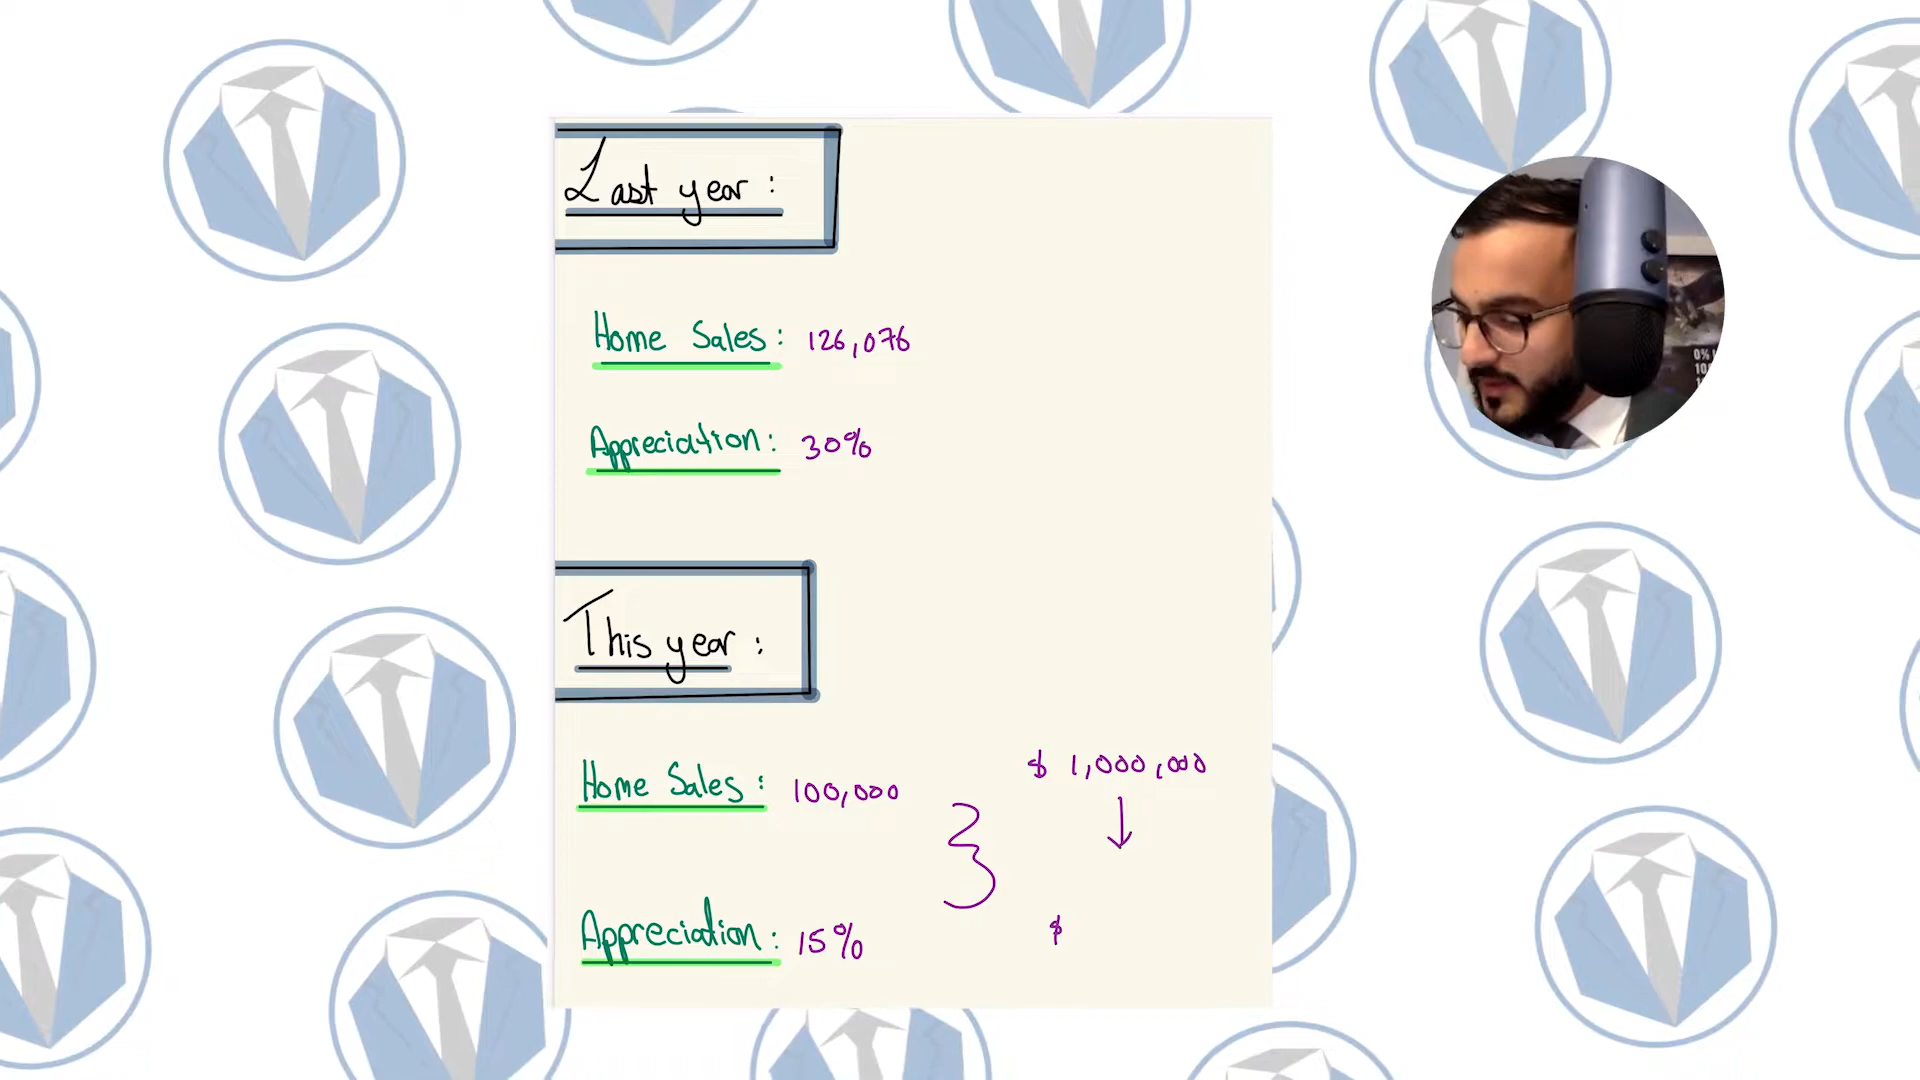 Last year :
Home Sales : 126,076
Appreciation : 30%
This year :
Home Sales : 100,000
$ 1,000,000
Appreciation : 15%
$
0%